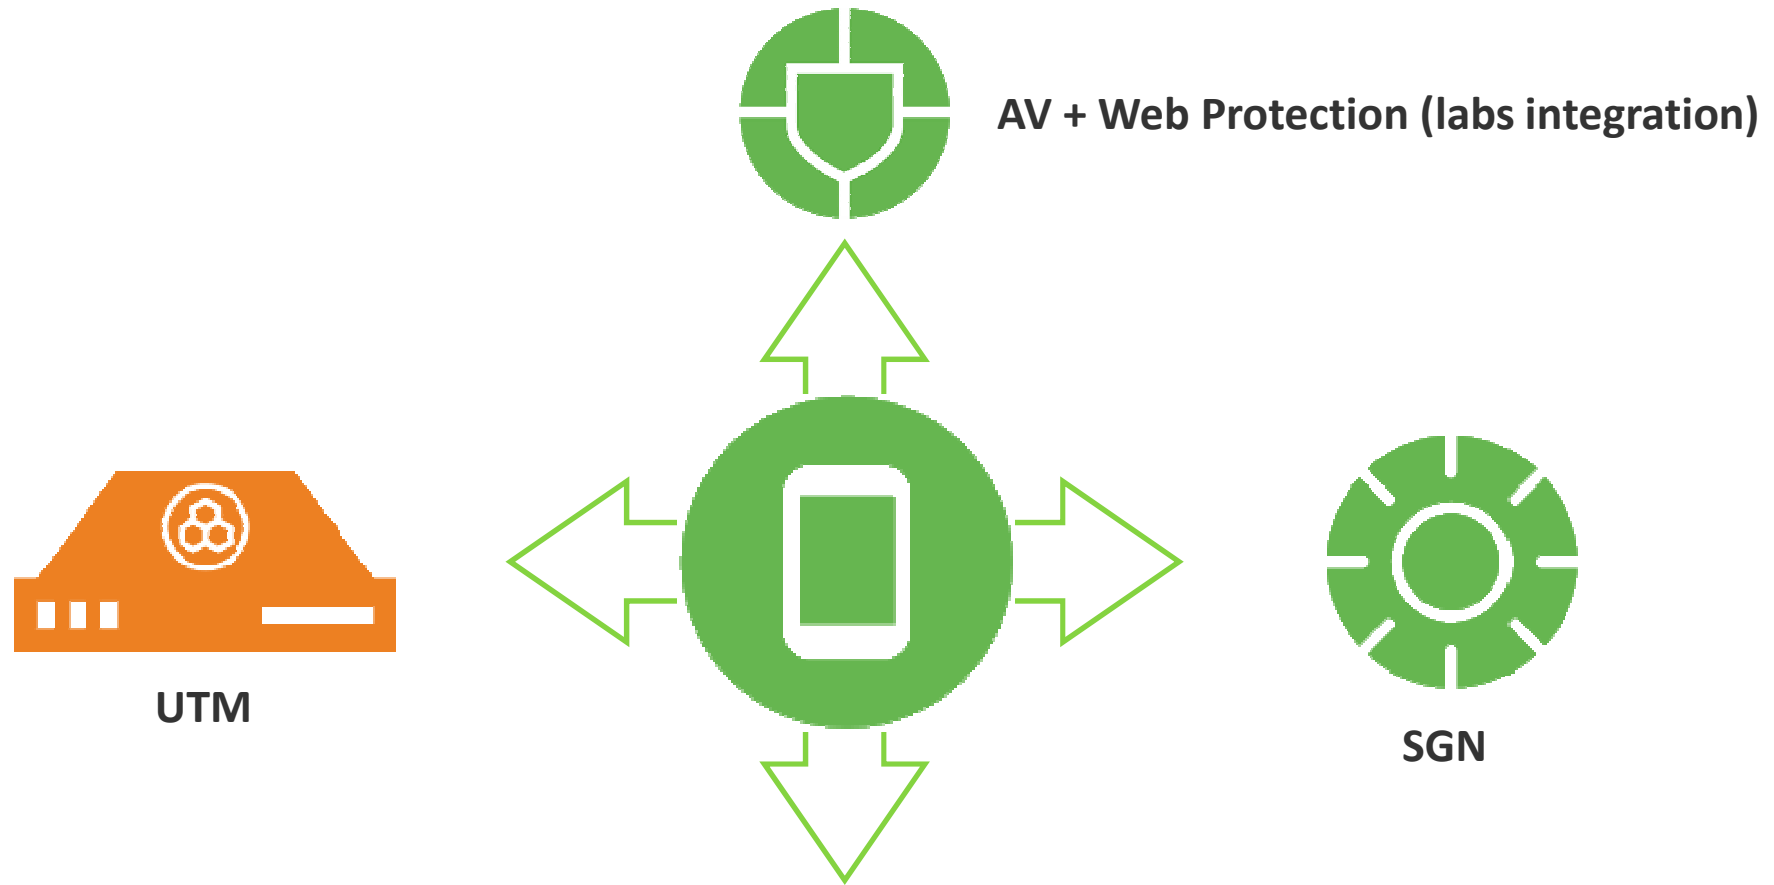 AV + Web Protection (labs integration)
UTM
SGN